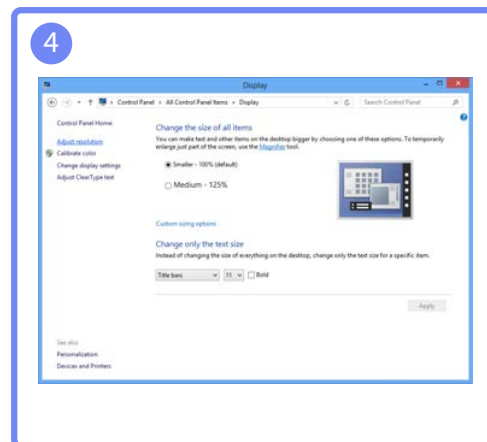 4
Display
Control Panel ▸ All Control Panel Items ▸ Display
Search Control Panel
Control Panel Home
Adjust resolution
Calibrate color
Change display settings
Adjust ClearType text
Change the size of all items
You can make text and other items on the desktop bigger by choosing one of these options. To temporarily
enlarge just part of the screen, use the Magnifier tool.
Smaller - 100% (default)
Medium - 125%
Custom sizing options
Change only the text size
Instead of changing the size of everything on the desktop, change only the text size for a specific item.
Title bars 11 Bold
Apply
See also
Personalization
Devices and Printers